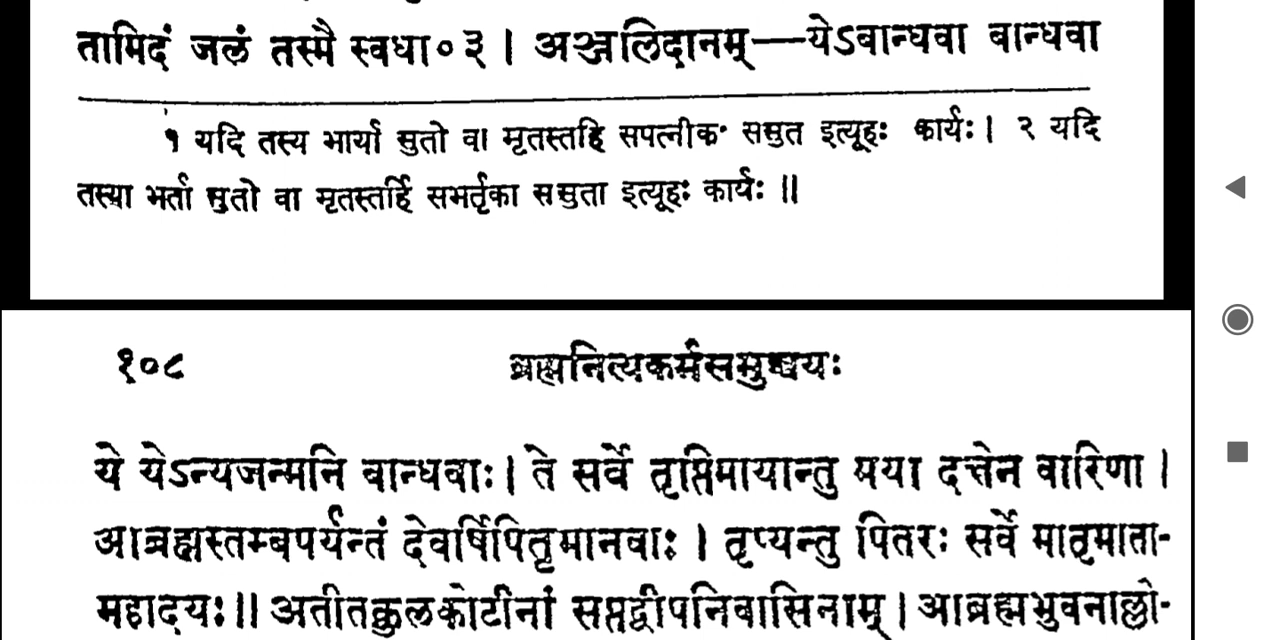 तामिदं जलं तस्मै स्वधा०३ । अञ्जलिदानम्—येऽबान्धवा बान्धवा
१ यदि तस्य भार्या सुतो वा मृतस्तर्हि सपत्नीक ससुत इत्यूहः कार्यः । २ यदि
तस्या भर्ता सुतो वा मृतस्तर्हि सभर्तृका ससुता इत्यूहः कार्यः ॥
१०८ ब्रह्मनित्यकर्मसमुच्चयः
ये येऽन्यजन्मनि बान्धवाः । ते सर्वे तृप्तिमायान्तु मया दत्तेन वारिणा ।
आब्रह्मस्तम्बपर्यन्तं देवर्षिपितृमानवाः । तृप्यन्तु पितरः सर्वे मातृमाता-
महादयः ॥ अतीतकुलकोटीनां सप्तद्वीपनिवासिनाम् । आब्रह्मभुवनाल्लो-